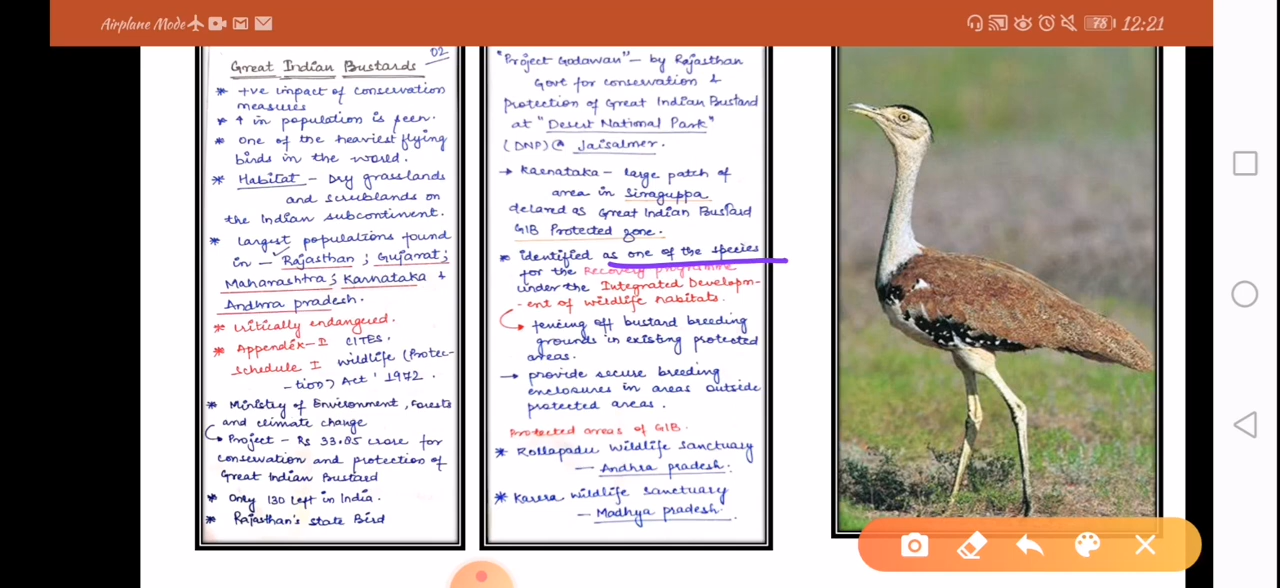 Airplane Mode
78 12:21
02
Great Indian Bustards
* +ve impact of conservation
measures
* ↑ in population is seen.
* one of the heaviest flying
birds in the world.
* Habitat - Dry grasslands
and scrublands on
the Indian subcontinent.
* largest populations found
in - Rajasthan ; Gujarat ;
Maharashtra ; Karnataka +
Andhra pradesh.
* critically endangered.
* Appendix-I CITES.
Schedule I wildlife (Protec-
-tion) Act ' 1972.
* Ministry of Environment, Forests
and climate change
Project - Rs 33.85 crore for
conservation and protection of
Great Indian Bustard
* Only 130 left in India.
* Rajasthan's state Bird
"Project Godawan" - by Rajasthan
Govt for conservation &
protection of Great Indian Bustard
at "Desert National Park"
(DNP) @ Jaisalmer.
→ Karnataka - large patch of
area in Siraguppa
delared as Great Indian Bustard
GIB Protected zone.
* identified as one of the species
for the Recovery programme
under the Integrated Developm-
-ent of wildlife habitats.
→ fencing off bustard breeding
grounds in existing protected
areas.
→ provide secure breeding
enclosures in areas outside
protected areas.
Protected areas of GIB.
* Rollapadu wildlife sanctuary
- Andhra pradesh.
* Karera wildlife sanctuary
- Madhya pradesh.